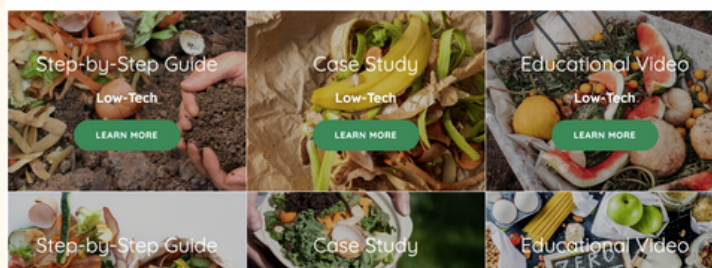 Step-by-Step Guide
Low-Tech
LEARN MORE
Case Study
Low-Tech
LEARN MORE
Educational Video
Low-Tech
LEARN MORE
Step-by-Step Guide
Case Study
Educational Video
ZERO